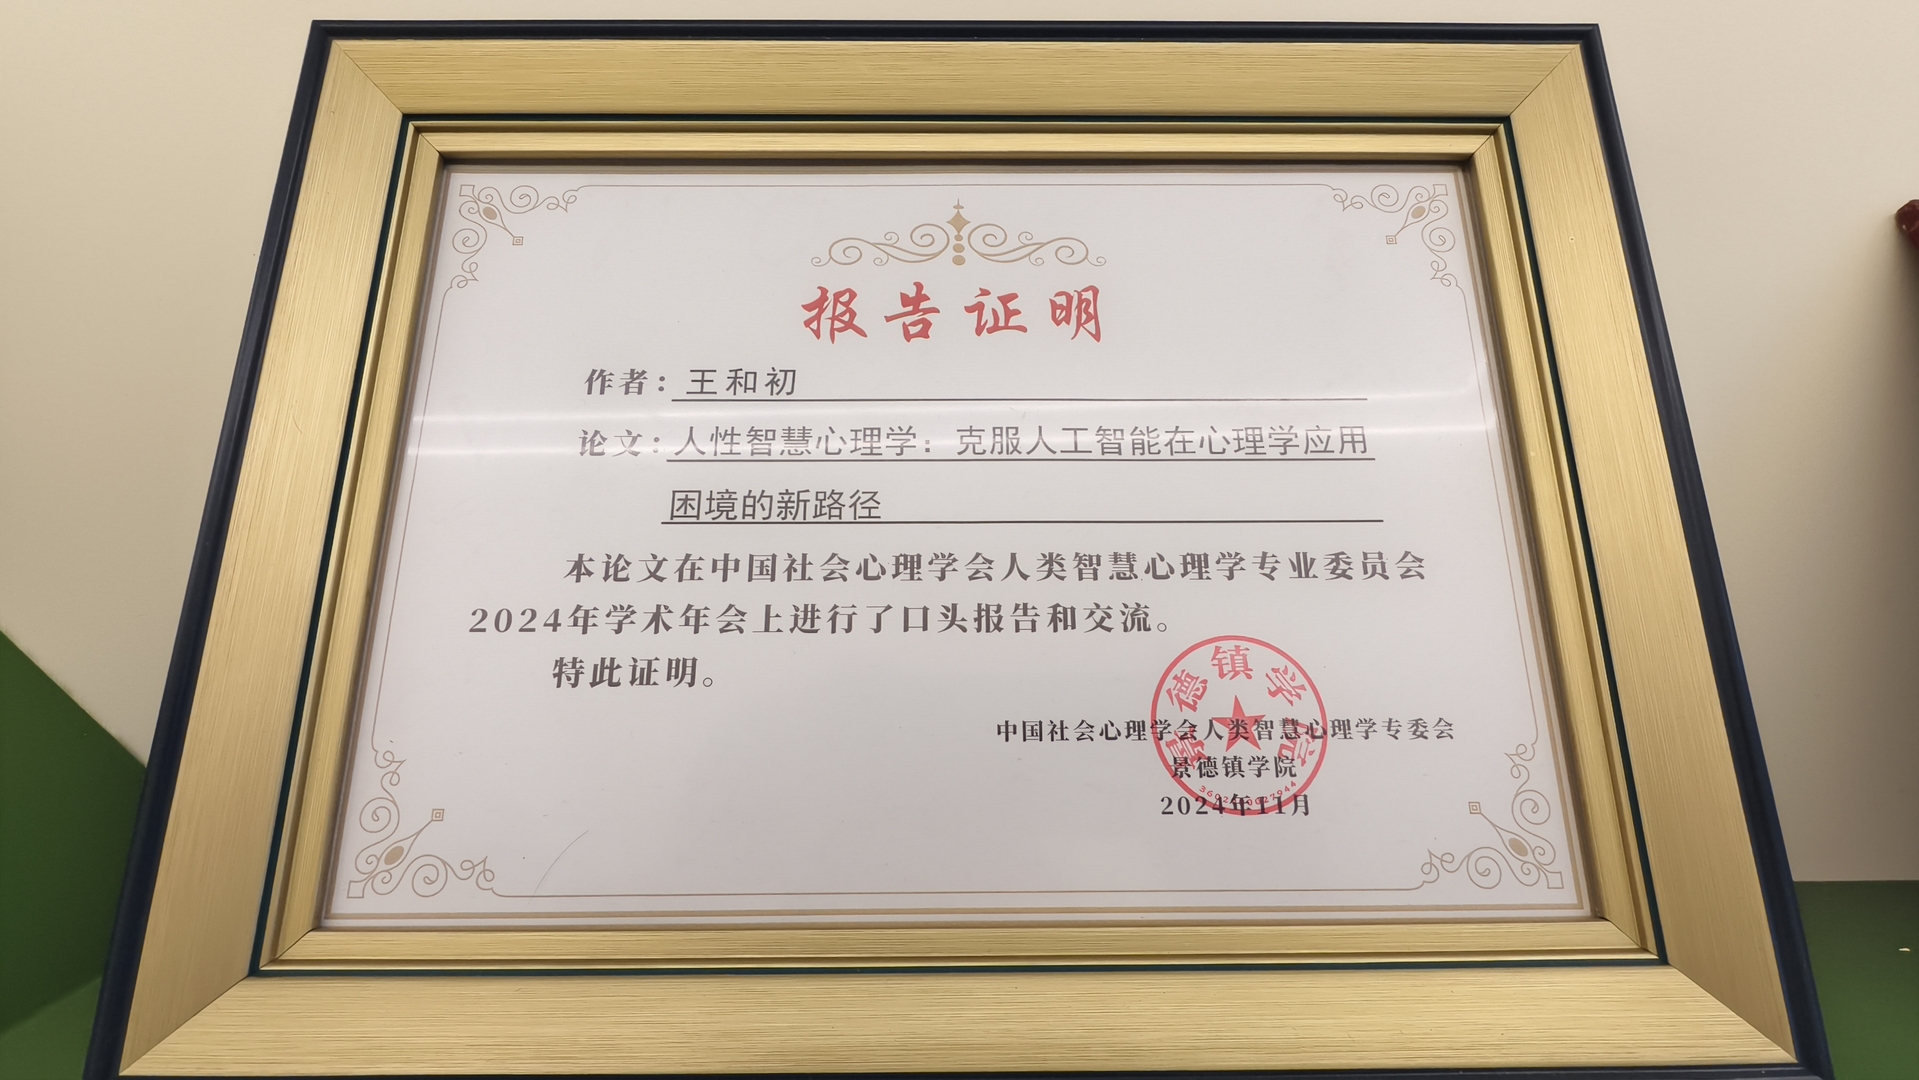 报告证明
作者：王和初
论文：人性智慧心理学：克服人工智能在心理学应用
困境的新路径
本论文在中国社会心理学会人类智慧心理学专业委员会
2024年学术年会上进行了口头报告和交流。
特此证明。
中国社会心理学会人类智慧心理学专委会
景德镇学院
2024年11月
景德镇学院